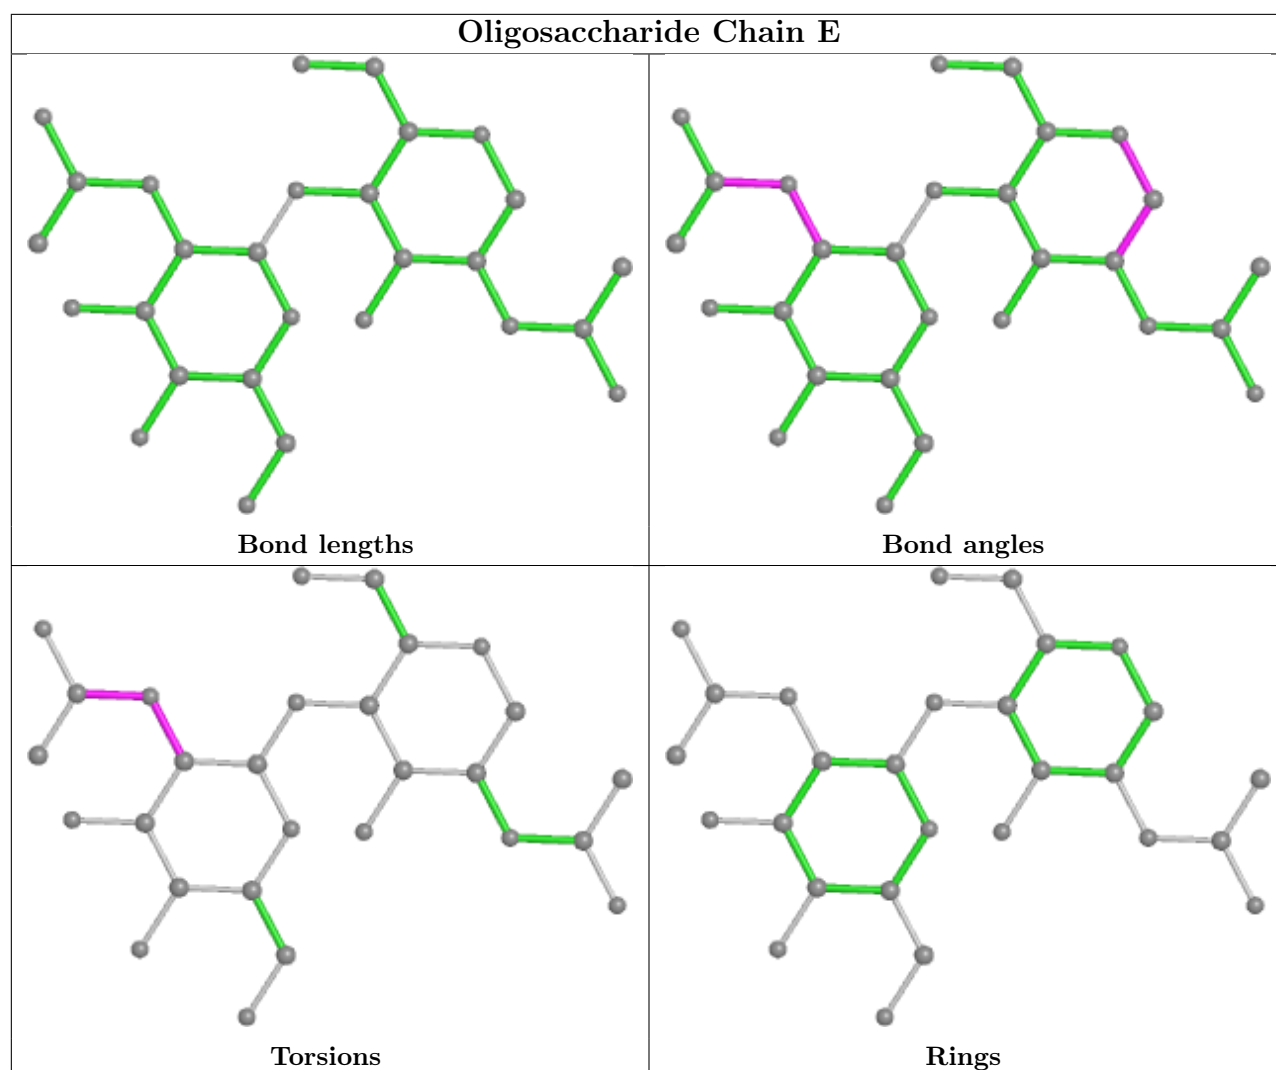 Oligosaccharide Chain E
Bond lengths
Bond angles
Torsions
Rings